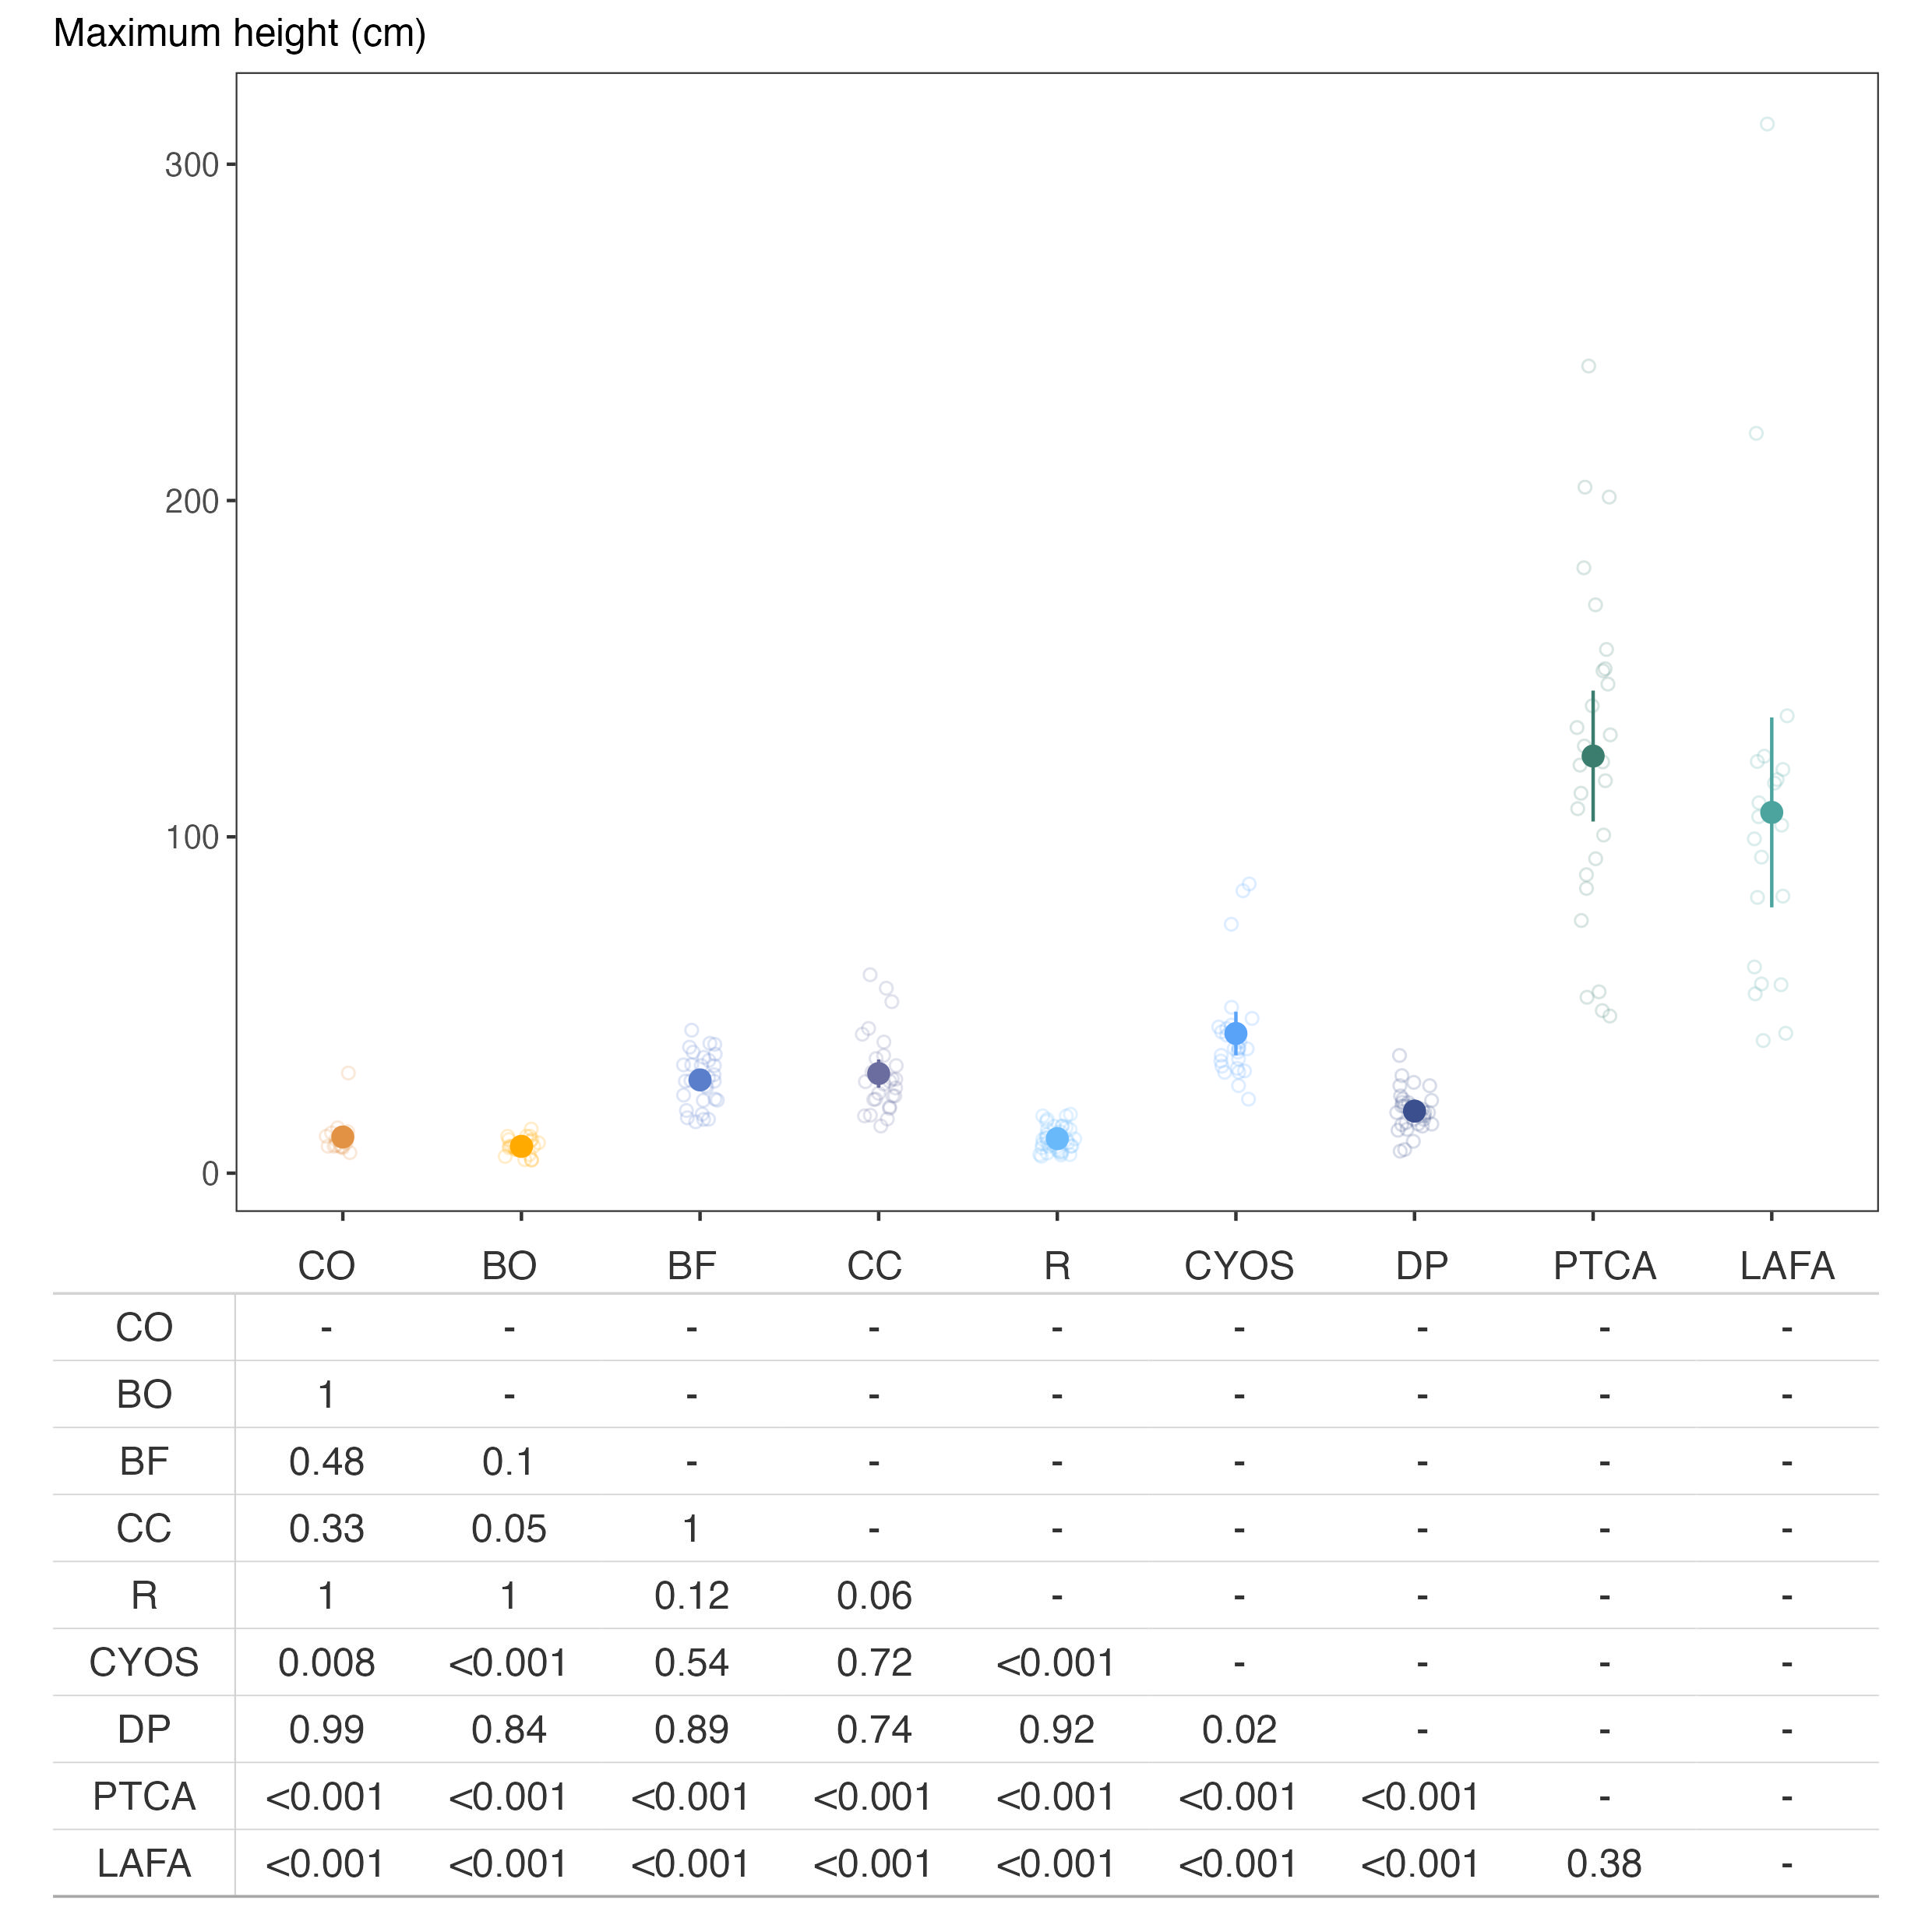 Maximum height (cm)
300
200
100
0
CO BO BF CC R CYOS DP PTCA LAFA
CO - - - - - - - - -
BO 1 - - - - - - - -
BF 0.48 0.1 - - - - - - -
CC 0.33 0.05 1 - - - - - -
R 1 1 0.12 0.06 - - - - -
CYOS 0.008 <0.001 0.54 0.72 <0.001 - - - -
DP 0.99 0.84 0.89 0.74 0.92 0.02 - - -
PTCA <0.001 <0.001 <0.001 <0.001 <0.001 <0.001 <0.001 - -
LAFA <0.001 <0.001 <0.001 <0.001 <0.001 <0.001 <0.001 0.38 -